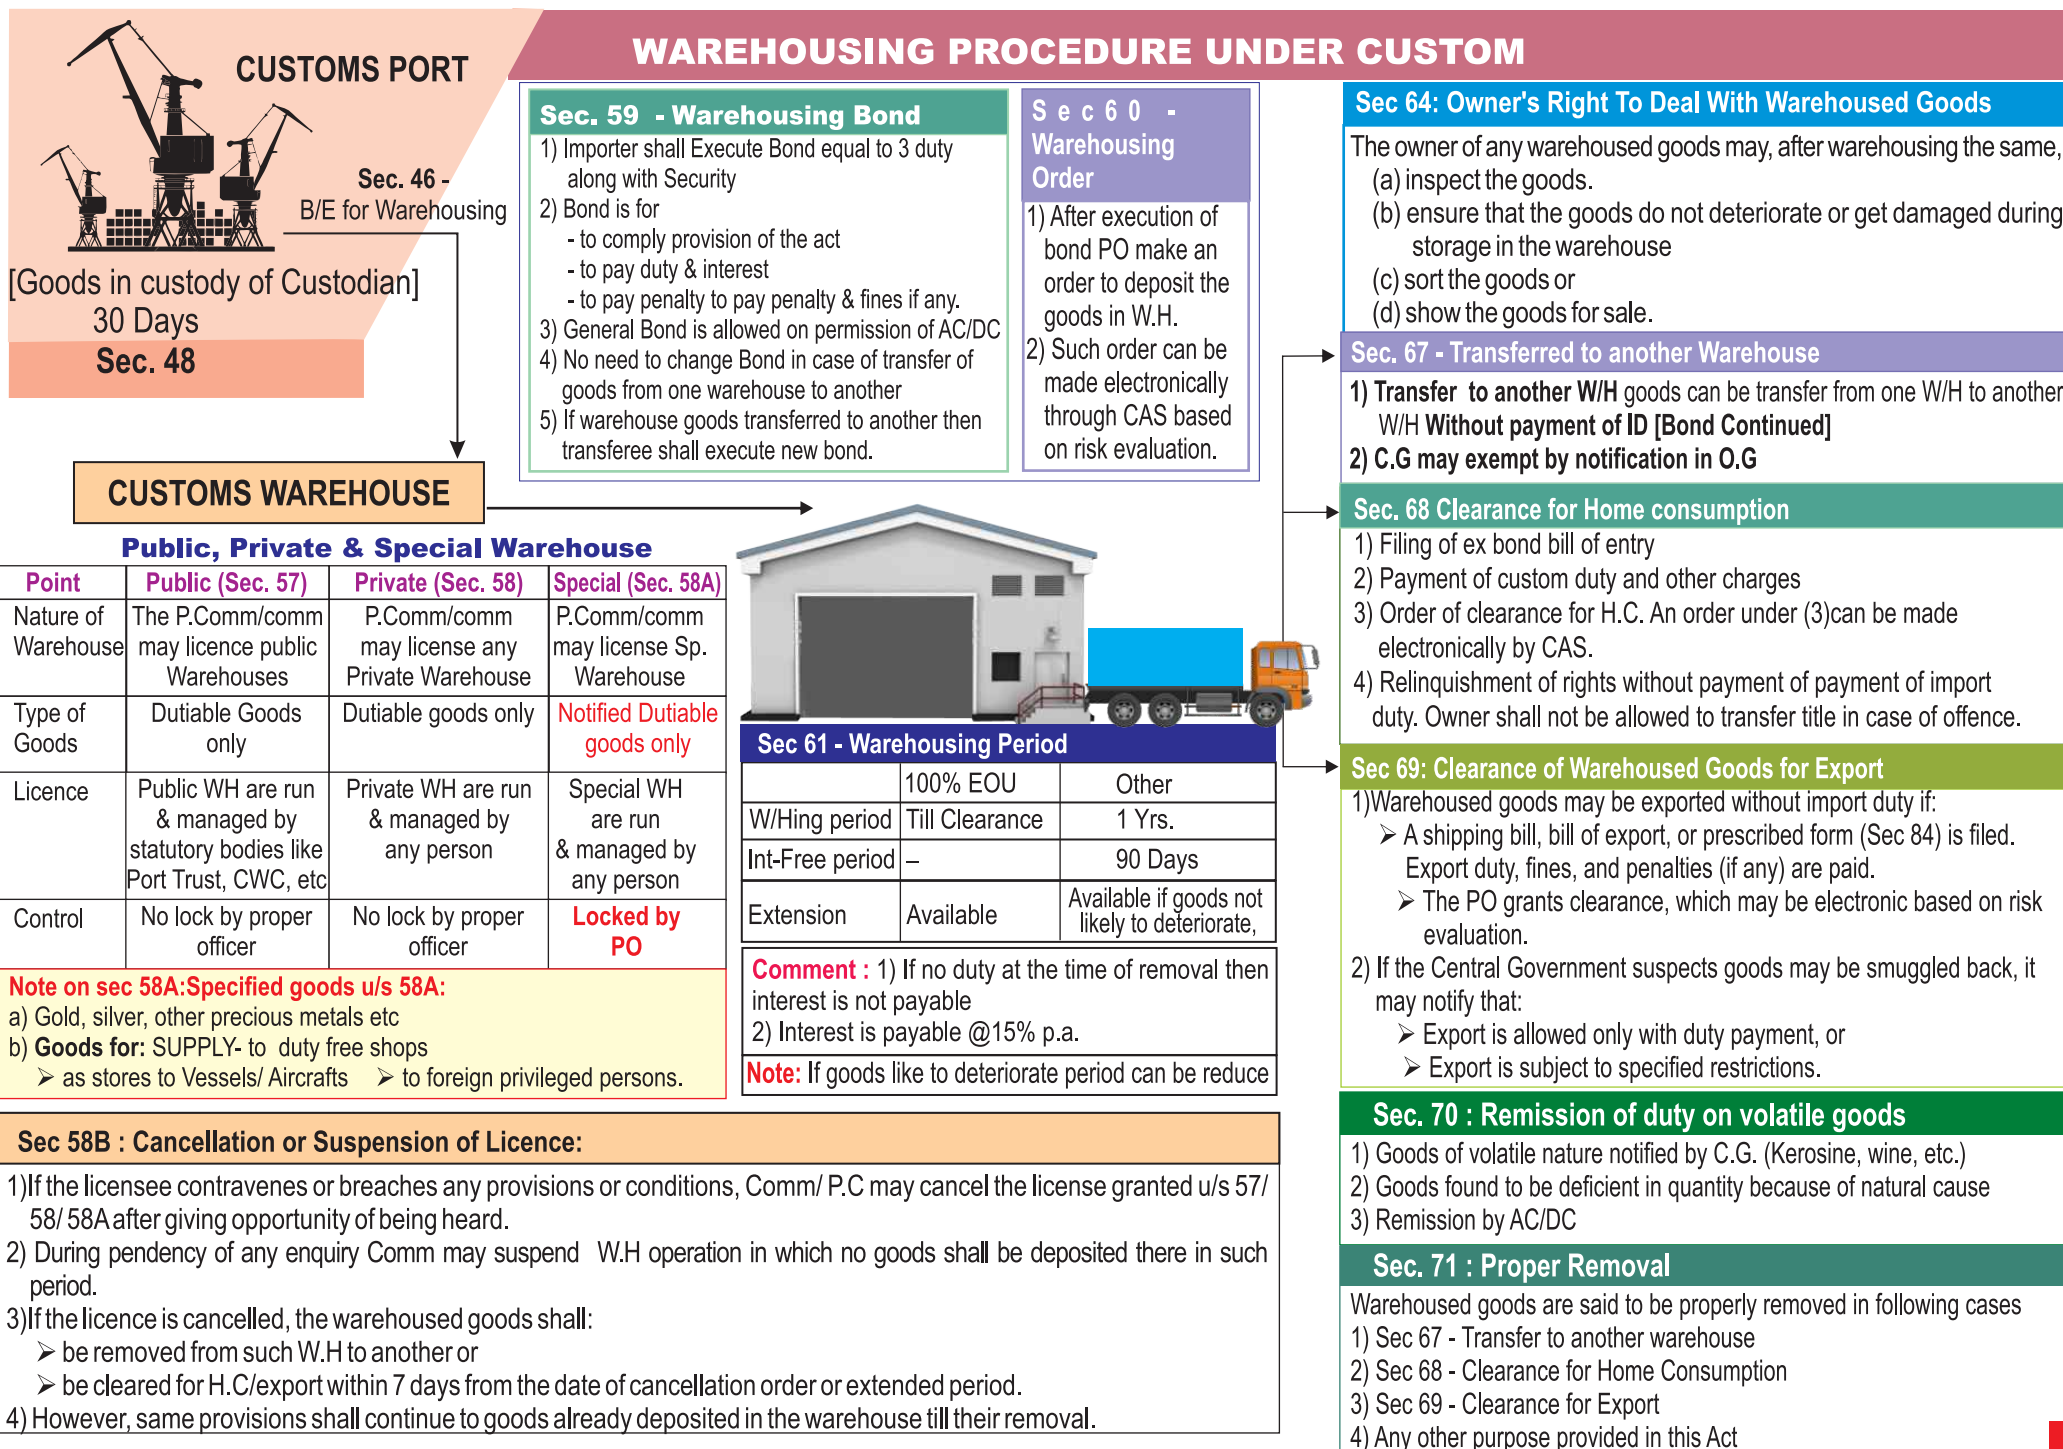 CUSTOMS PORT
WAREHOUSING PROCEDURE UNDER CUSTOM
Sec. 46 -
B/E for Warehousing
[Goods in custody of Custodian]
30 Days
Sec. 48
CUSTOMS WAREHOUSE
Sec. 59 - Warehousing Bond
1) Importer shall Execute Bond equal to 3 duty
along with Security
2) Bond is for
- to comply provision of the act
- to pay duty & interest
- to pay penalty to pay penalty & fines if any.
3) General Bond is allowed on permission of AC/DC
4) No need to change Bond in case of transfer of
goods from one warehouse to another
5) If warehouse goods transferred to another then
transferee shall execute new bond.
Sec60 -
Warehousing
Order
1) After execution of
bond PO make an
order to deposit the
goods in W.H.
2) Such order can be
made electronically
through CAS based
on risk evaluation.
Public, Private & Special Warehouse
Point Public (Sec. 57) Private (Sec. 58) Special (Sec. 58A)
Nature of The P.Comm/comm P.Comm/comm P.Comm/comm
Warehouse may licence public may license any may license Sp.
Warehouses Private Warehouse Warehouse
Type of Dutiable Goods Dutiable goods only Notified Dutiable
Goods only goods only
Licence Public WH are run Private WH are run Special WH
& managed by & managed by are run
statutory bodies like any person & managed by
Port Trust, CWC, etc any person
Control No lock by proper No lock by proper Locked by
officer officer PO
Note on sec 58A:Specified goods u/s 58A:
a) Gold, silver, other precious metals etc
b) Goods for: SUPPLY- to duty free shops
➢ as stores to Vessels/ Aircrafts ➢ to foreign privileged persons.
Sec 61 - Warehousing Period
100% EOU Other
W/Hing period Till Clearance 1 Yrs.
Int-Free period – 90 Days
Extension Available Available if goods not
likely to deteriorate,
Comment : 1) If no duty at the time of removal then
interest is not payable
2) Interest is payable @15% p.a.
Note: If goods like to deteriorate period can be reduce
Sec 58B : Cancellation or Suspension of Licence:
1)If the licensee contravenes or breaches any provisions or conditions, Comm/ P.C may cancel the license granted u/s 57/
58/ 58A after giving opportunity of being heard.
2) During pendency of any enquiry Comm may suspend W.H operation in which no goods shall be deposited there in such
period.
3)If the licence is cancelled, the warehoused goods shall:
➢ be removed from such W.H to another or
➢ be cleared for H.C/export within 7 days from the date of cancellation order or extended period.
4) However, same provisions shall continue to goods already deposited in the warehouse till their removal.
Sec 64: Owner's Right To Deal With Warehoused Goods
The owner of any warehoused goods may, after warehousing the same,
(a) inspect the goods.
(b) ensure that the goods do not deteriorate or get damaged during
storage in the warehouse
(c) sort the goods or
(d) show the goods for sale.
Sec. 67 - Transferred to another Warehouse
1) Transfer to another W/H goods can be transfer from one W/H to another
W/H Without payment of ID [Bond Continued]
2) C.G may exempt by notification in O.G
Sec. 68 Clearance for Home consumption
1) Filing of ex bond bill of entry
2) Payment of custom duty and other charges
3) Order of clearance for H.C. An order under (3)can be made
electronically by CAS.
4) Relinquishment of rights without payment of payment of import
duty. Owner shall not be allowed to transfer title in case of offence.
Sec 69: Clearance of Warehoused Goods for Export
1)Warehoused goods may be exported without import duty if:
➢ A shipping bill, bill of export, or prescribed form (Sec 84) is filed.
Export duty, fines, and penalties (if any) are paid.
➢ The PO grants clearance, which may be electronic based on risk
evaluation.
2) If the Central Government suspects goods may be smuggled back, it
may notify that:
➢ Export is allowed only with duty payment, or
➢ Export is subject to specified restrictions.
Sec. 70 : Remission of duty on volatile goods
1) Goods of volatile nature notified by C.G. (Kerosine, wine, etc.)
2) Goods found to be deficient in quantity because of natural cause
3) Remission by AC/DC
Sec. 71 : Proper Removal
Warehoused goods are said to be properly removed in following cases
1) Sec 67 - Transfer to another warehouse
2) Sec 68 - Clearance for Home Consumption
3) Sec 69 - Clearance for Export
4) Any other purpose provided in this Act